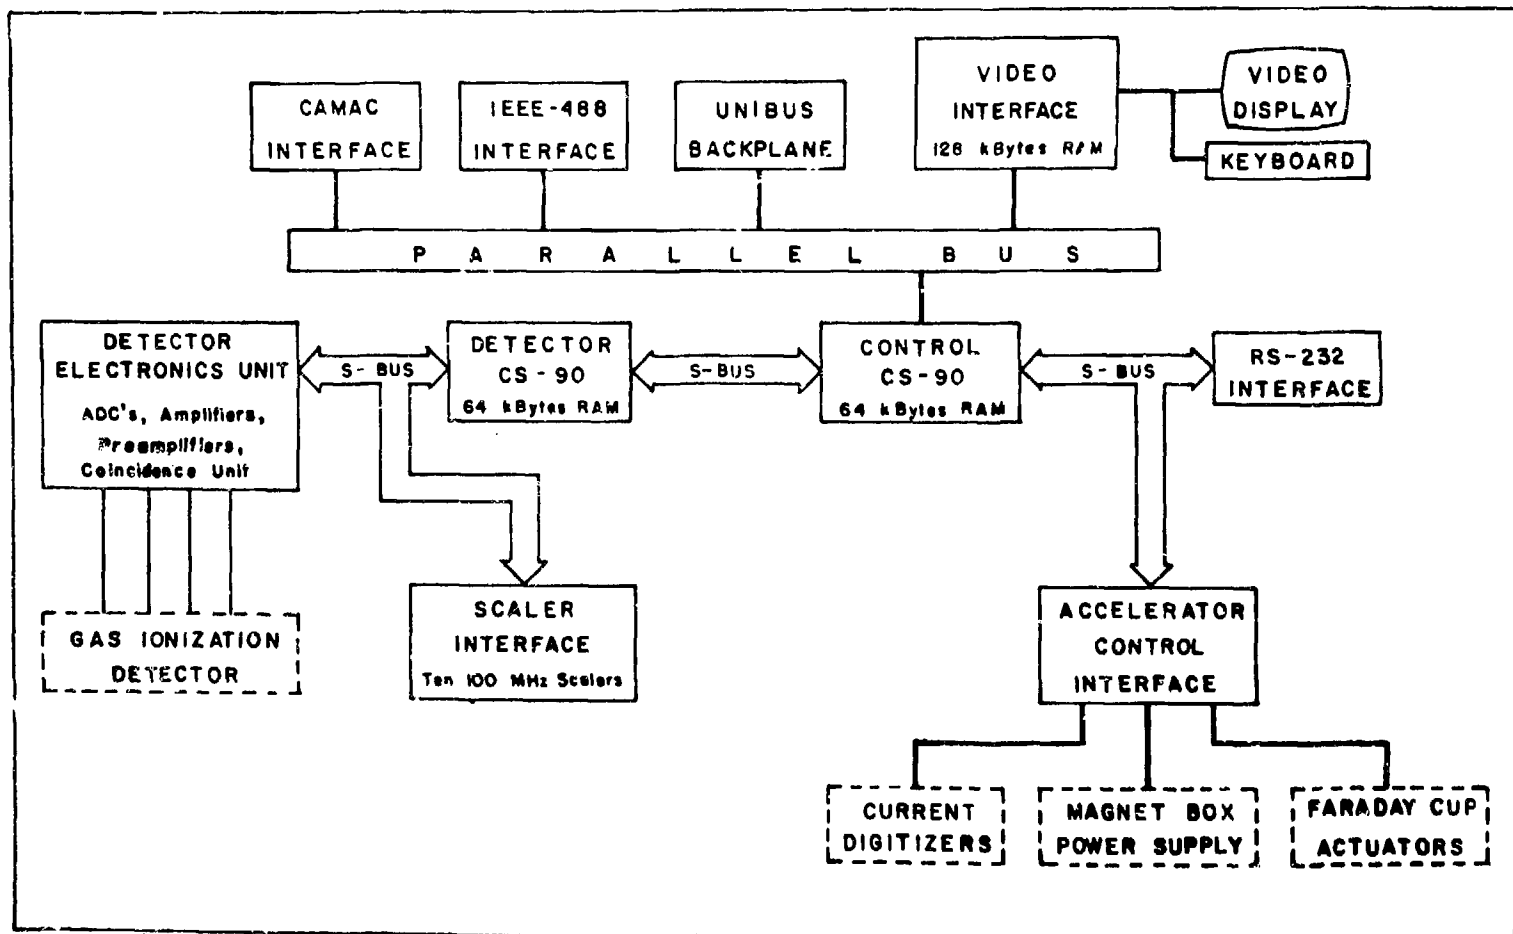 CAMAC
INTERFACE
IEEE-488
INTERFACE
UNIBUS
BACKPLANE
VIDEO
INTERFACE
128 kBytes RAM
VIDEO
DISPLAY
KEYBOARD
PARALLEL BUS
DETECTOR
ELECTRONICS UNIT
ADC's, Amplifiers,
Preamplifiers,
Coincidence Unit
S-BUS
DETECTOR
CS-90
64 kBytes RAM
S-BUS
CONTROL
CS-90
64 kBytes RAM
S-BUS
RS-232
INTERFACE
GAS IONIZATION
DETECTOR
SCALER
INTERFACE
Ten 100 MHz Scalers
ACCELERATOR
CONTROL
INTERFACE
CURRENT
DIGITIZERS
MAGNET BOX
POWER SUPPLY
FARADAY CUP
ACTUATORS